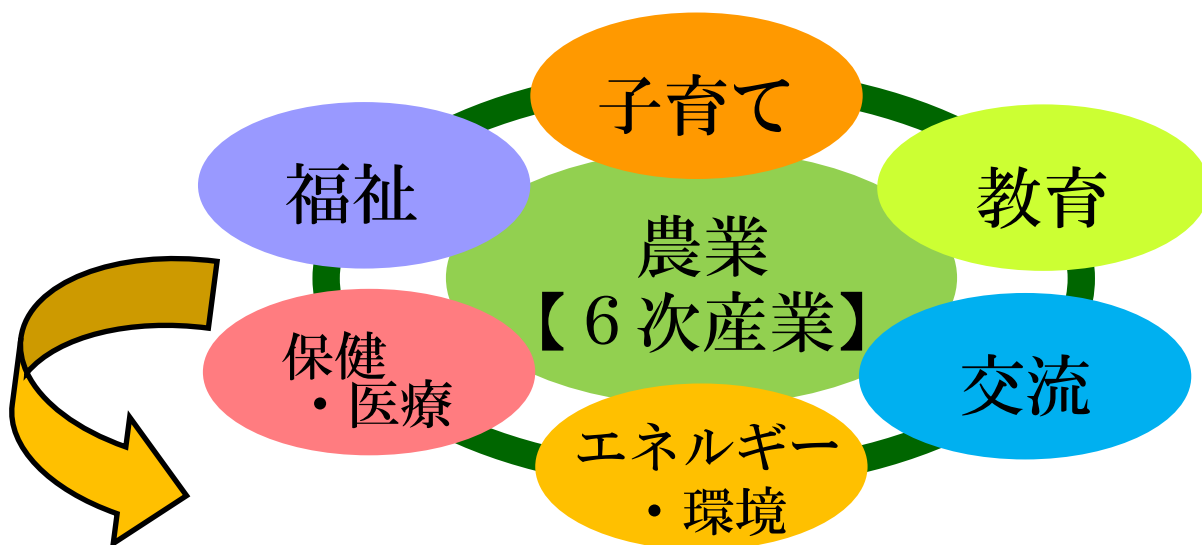 子育て
福祉
教育
農業
【６次産業】
保健
・医療
交流
エネルギー
・環境